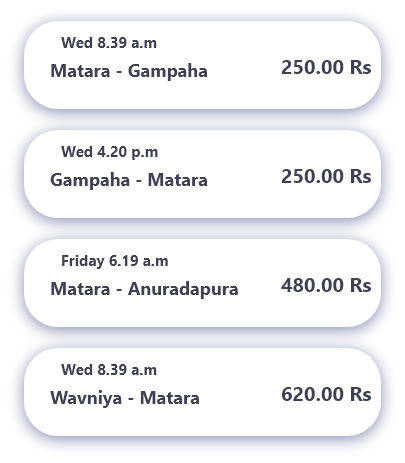 Wed 8.39 a.m
Matara - Gampaha
250.00 Rs
Wed 4.20 p.m
Gampaha - Matara
250.00 Rs
Friday 6.19 a.m
Matara - Anuradapura
480.00 Rs
Wed 8.39 a.m
Wavniya - Matara
620.00 Rs